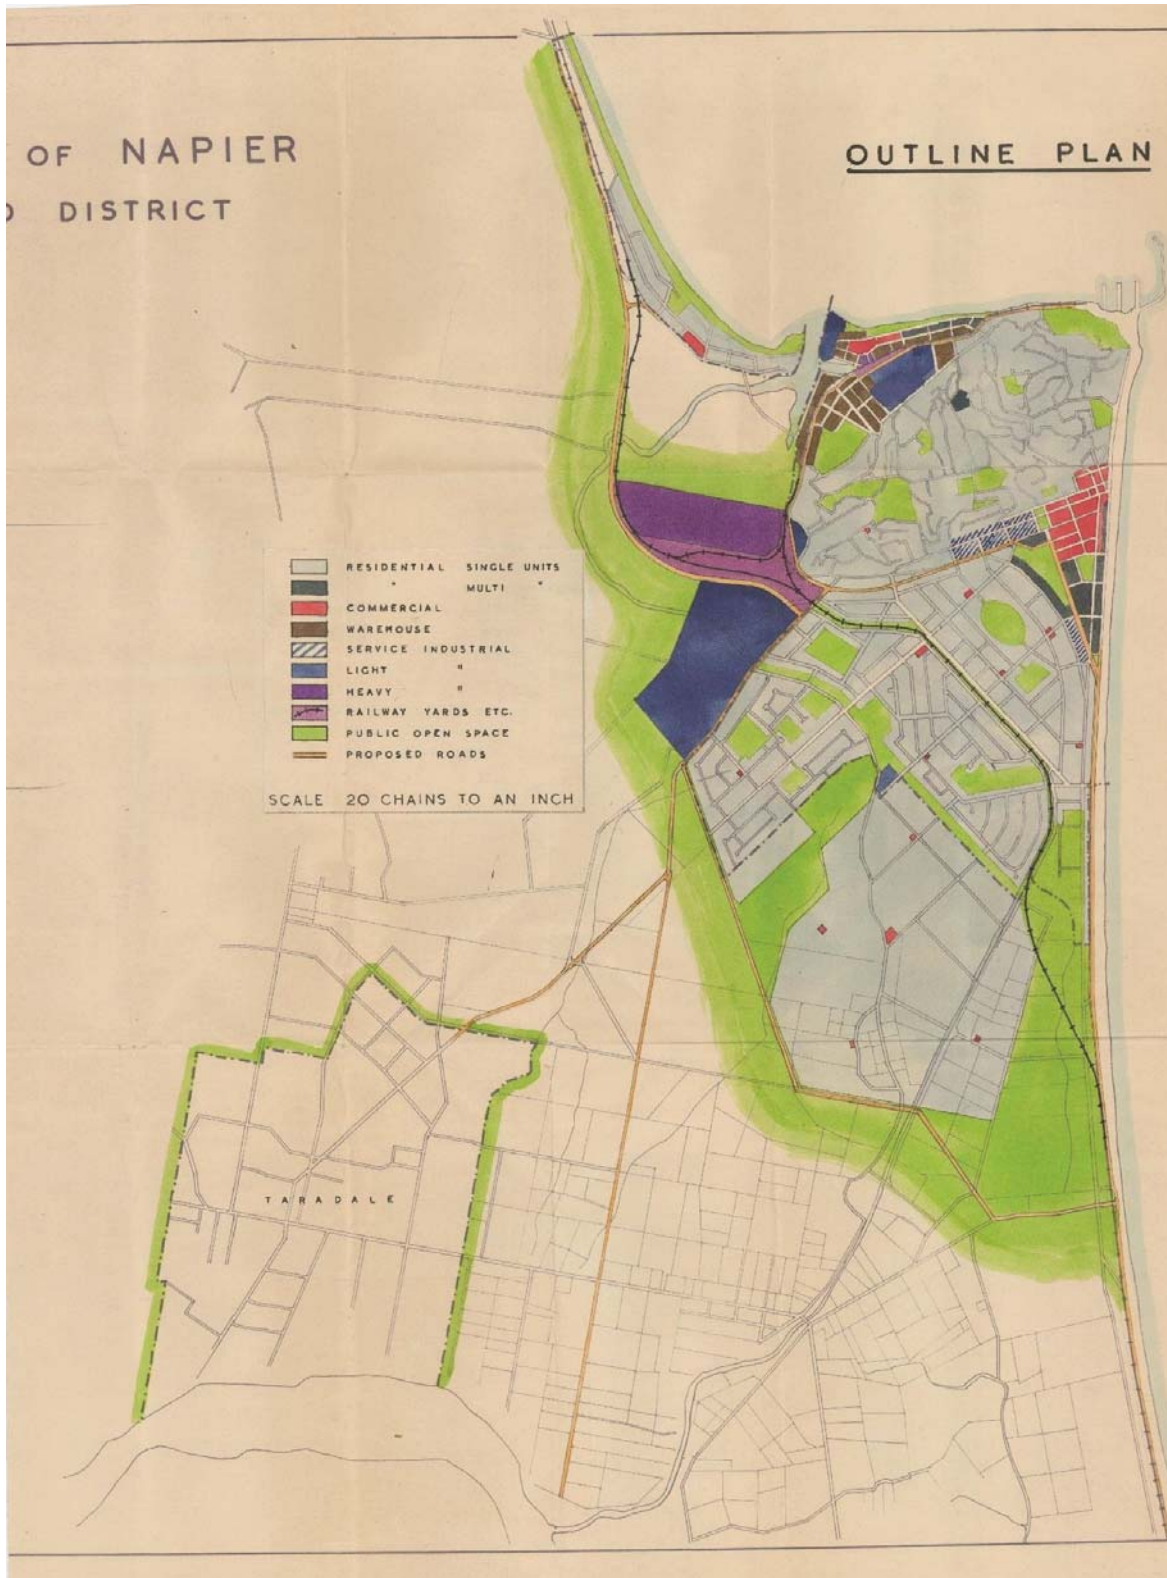 OF NAPIER
DISTRICT
OUTLINE PLAN
RESIDENTIAL SINGLE UNITS
" MULTI "
COMMERCIAL
WAREHOUSE
SERVICE INDUSTRIAL
LIGHT "
HEAVY "
RAILWAY YARDS ETC.
PUBLIC OPEN SPACE
PROPOSED ROADS
SCALE 20 CHAINS TO AN INCH
TARADALE